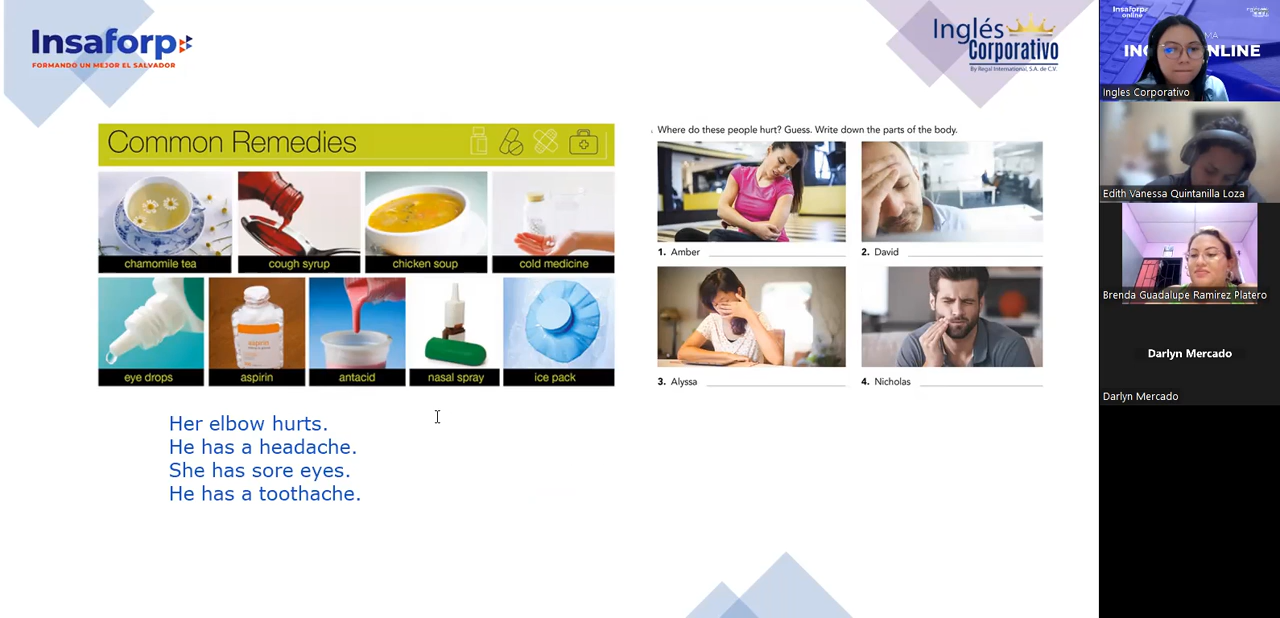 Insaforp
FORMANDO UN MEJOR EL SALVADOR
Inglés
Corporativo
By Regal International, S.A. de C.V.
Common Remedies
chamomile tea
cough syrup
chicken soup
cold medicine
eye drops
aspirin
antacid
nasal spray
ice pack
Her elbow hurts.
He has a headache.
She has sore eyes.
He has a toothache.
Where do these people hurt? Guess. Write down the parts of the body.
1. Amber
2. David
3. Alyssa
4. Nicholas
Insaforp
online
NLINE
Ingles Corporativo
Edith Vanessa Quintanilla Loza
Brenda Guadalupe Ramirez Platero
Darlyn Mercado
Darlyn Mercado